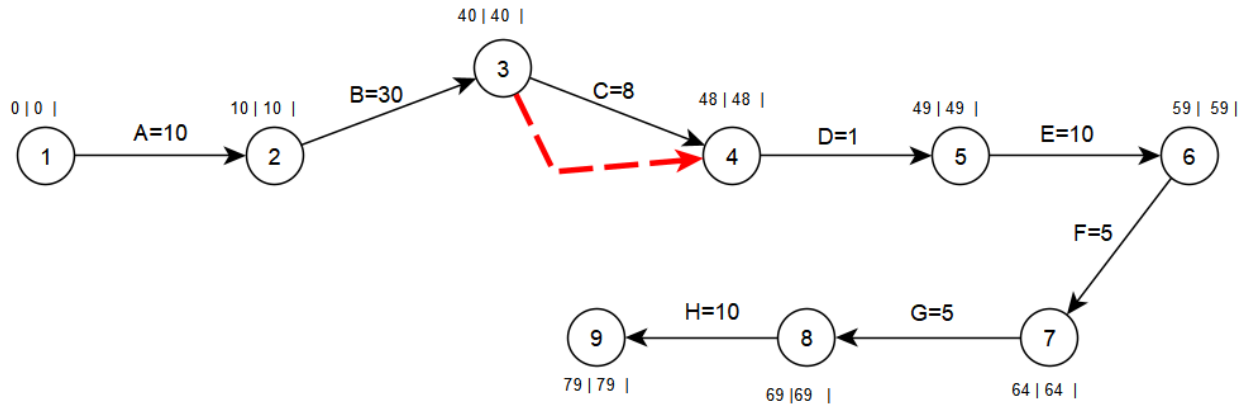 40 | 40 |
3
0 | 0 |
10 | 10 |
B=30
C=8
48 | 48 |
49 | 49 |
59 | 59 |
1
A=10
2
4
D=1
5
E=10
6
F=5
9
H=10
8
G=5
7
79 | 79 |
69 |69 |
64 | 64 |